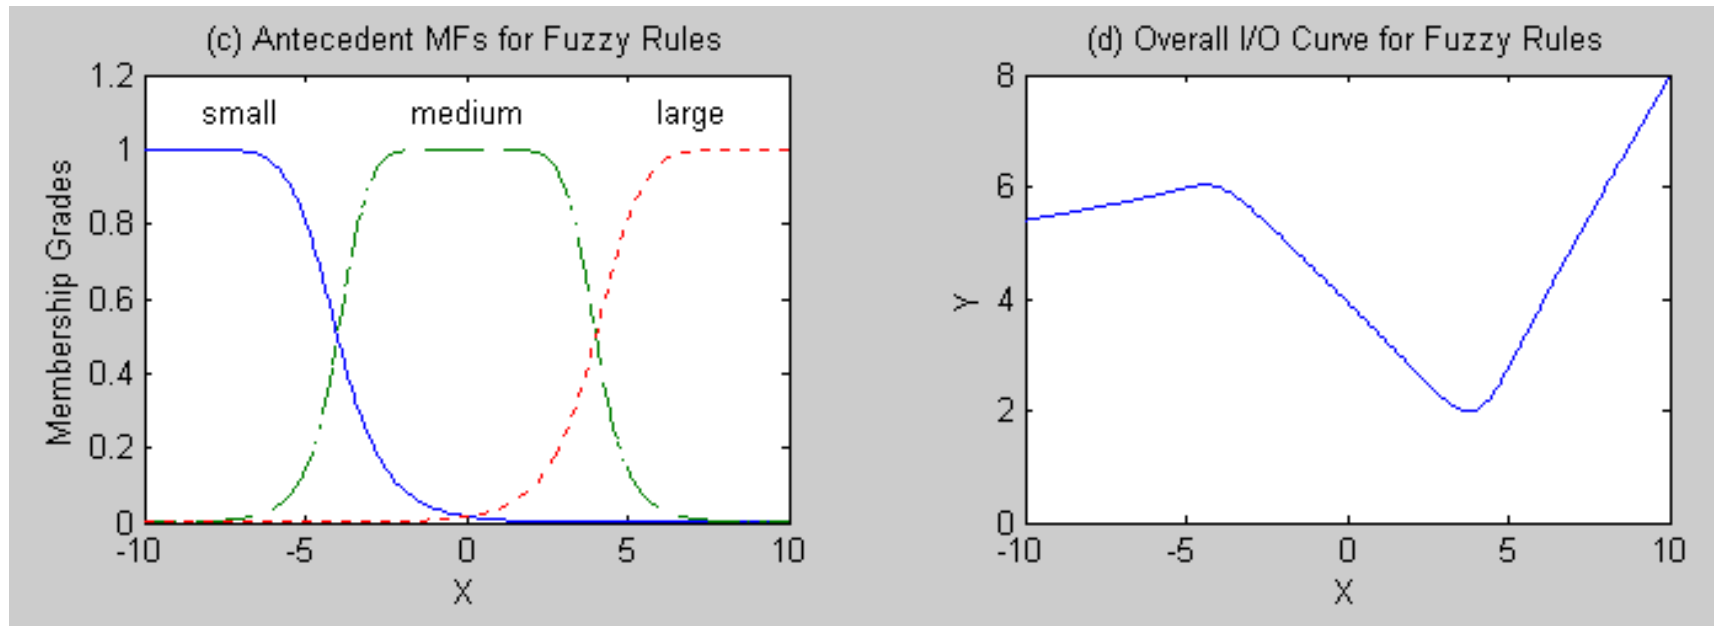 (c) Antecedent MFs for Fuzzy Rules
1.2
1
0.8
0.6
0.4
0.2
0
Membership Grades
small medium large
-10 -5 0 5 10
X
(d) Overall I/O Curve for Fuzzy Rules
8
6
4
2
0
Y
-10 -5 0 5 10
X